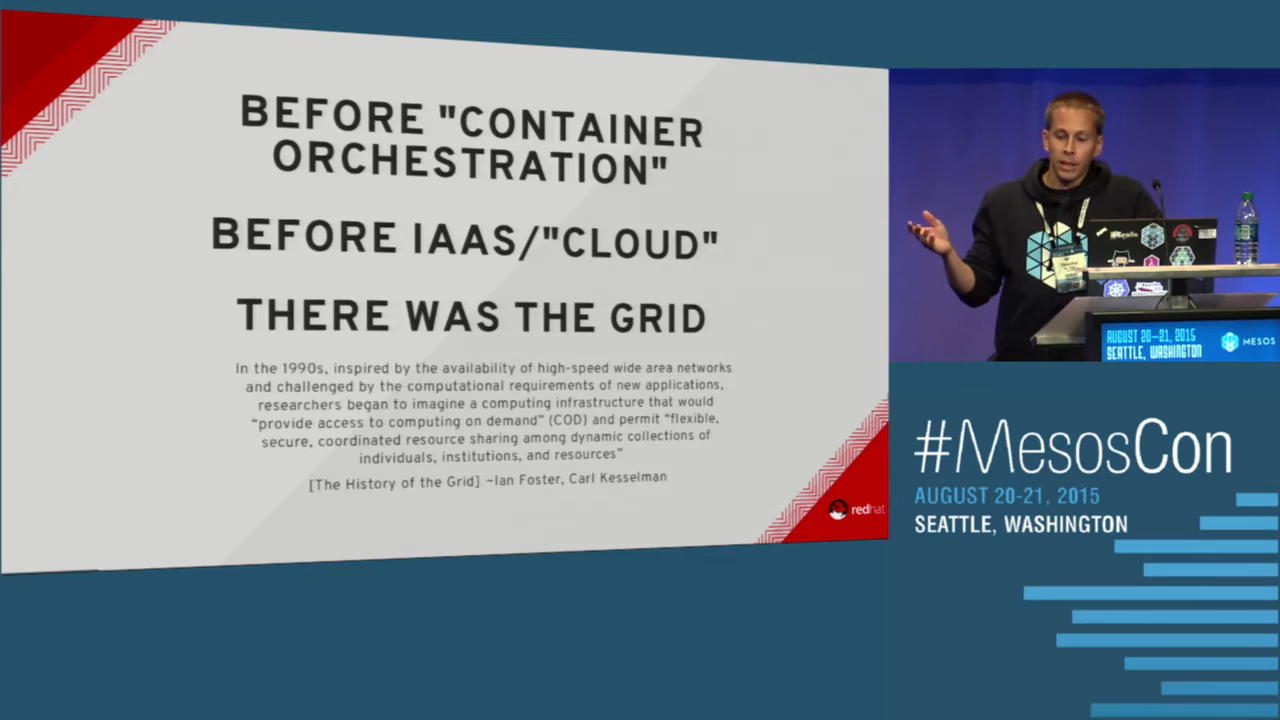 BEFORE "CONTAINER
ORCHESTRATION"
BEFORE IAAS/"CLOUD"
THERE WAS THE GRID
In the 1990s, inspired by the availability of high-speed wide area networks
and challenged by the computational requirements of new applications,
researchers began to imagine a computing infrastructure that would
“provide access to computing on demand” (COD) and permit “flexible,
secure, coordinated resource sharing among dynamic collections of
individuals, institutions, and resources”
[The History of the Grid] ~Ian Foster, Carl Kesselman
redhat
AUGUST 20-21, 2015
SEATTLE, WASHINGTON
MESOS
#MesosCon
AUGUST 20-21, 2015
SEATTLE, WASHINGTON